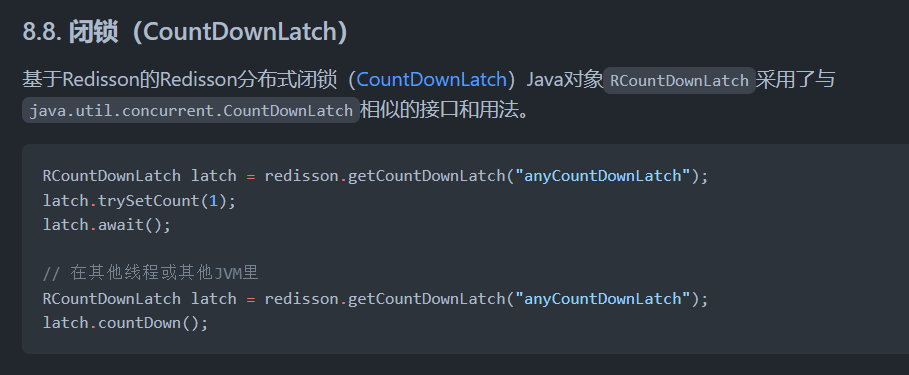 8.8. 闭锁（CountDownLatch）
基于Redisson的Redisson分布式闭锁（CountDownLatch）Java对象RCountDownLatch采用了与
java.util.concurrent.CountDownLatch相似的接口和用法。
RCountDownLatch latch = redisson.getCountDownLatch("anyCountDownLatch");
latch.trySetCount(1);
latch.await();
// 在其他线程或其他JVM里
RCountDownLatch latch = redisson.getCountDownLatch("anyCountDownLatch");
latch.countDown();